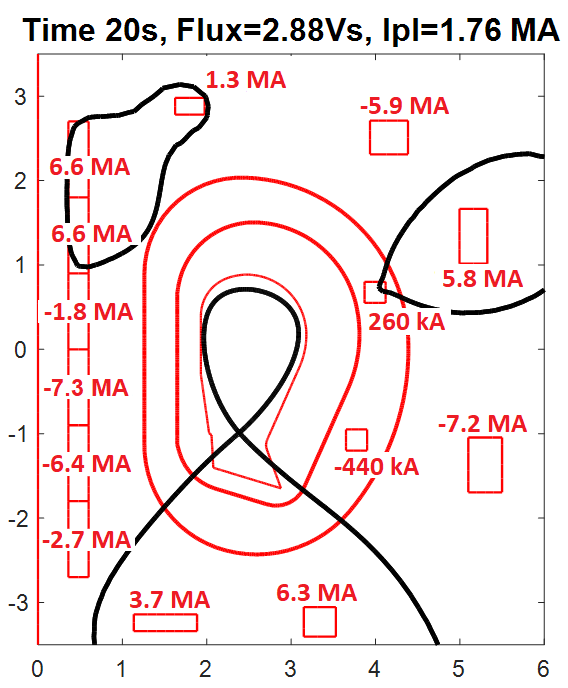 Time 20s, Flux=2.88Vs, Ipl=1.76 MA
1.3 MA
-5.9 MA
6.6 MA
6.6 MA
5.8 MA
-1.8 MA
260 kA
-7.3 MA
-7.2 MA
-6.4 MA
-440 kA
-2.7 MA
3.7 MA
6.3 MA
3
2
1
0
-1
-2
-3
0 1 2 3 4 5 6